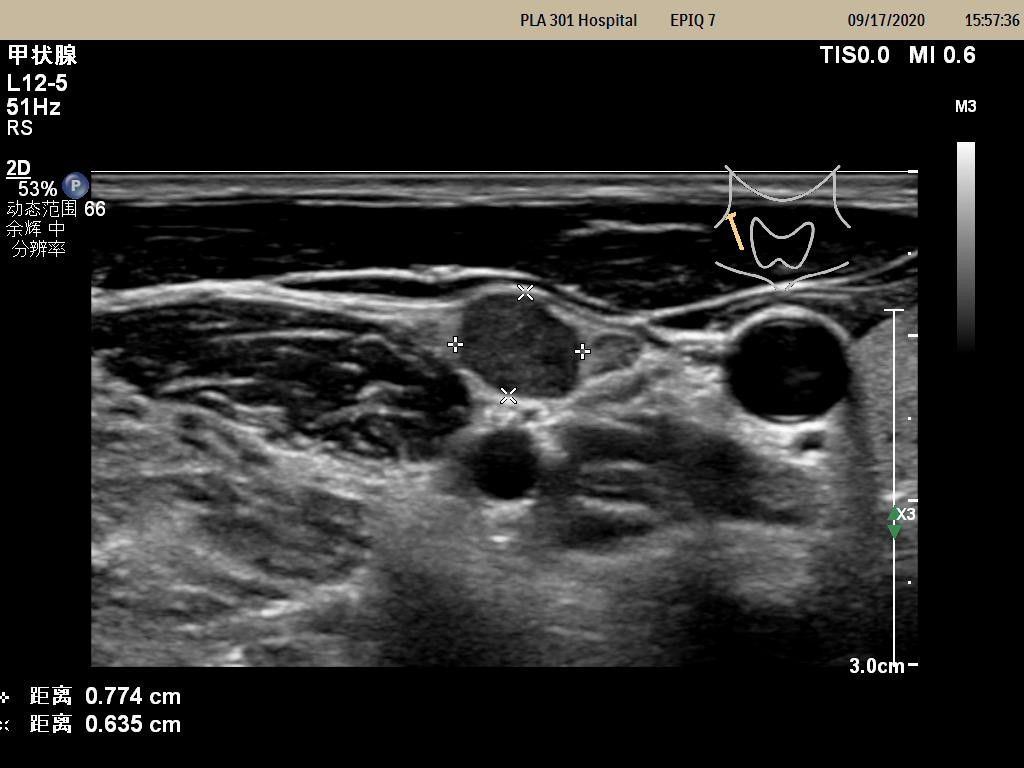 PLA 301 Hospital EPIQ 7 09/17/2020 15:57:36
甲状腺
TIS0.0 MI 0.6
L12-5
51Hz
RS
M3
2D
53% P
动态范围 66
余辉 中
分辨率
X3
3.0cm
距离 0.774 cm
距离 0.635 cm